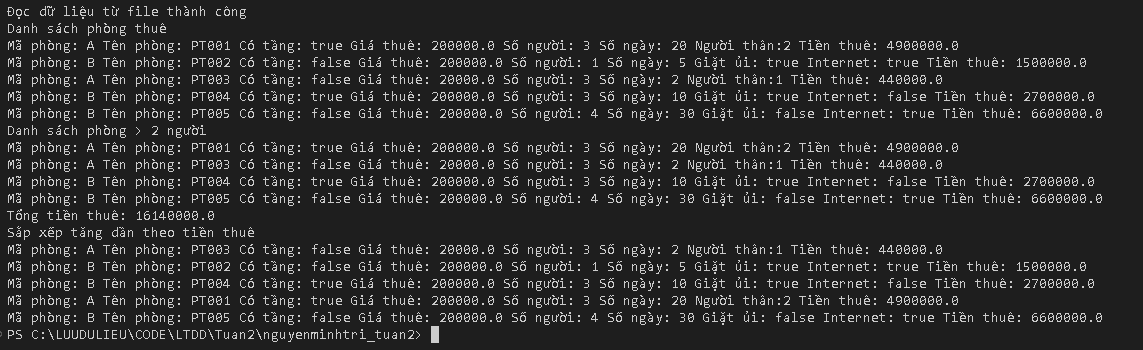 Đọc dữ liệu từ file thành công
Danh sách phòng thuê
Mã phòng: A Tên phòng: PT001 Có tầng: true Giá thuê: 200000.0 Số người: 3 Số ngày: 20 Người thân:2 Tiền thuê: 4900000.0
Mã phòng: B Tên phòng: PT002 Có tầng: false Giá thuê: 200000.0 Số người: 1 Số ngày: 5 Giặt ủi: true Internet: true Tiền thuê: 1500000.0
Mã phòng: A Tên phòng: PT003 Có tầng: false Giá thuê: 200000.0 Số người: 3 Số ngày: 2 Người thân:1 Tiền thuê: 440000.0
Mã phòng: B Tên phòng: PT004 Có tầng: true Giá thuê: 200000.0 Số người: 3 Số ngày: 10 Giặt ủi: true Internet: false Tiền thuê: 2700000.0
Mã phòng: B Tên phòng: PT005 Có tầng: false Giá thuê: 200000.0 Số người: 4 Số ngày: 30 Giặt ủi: false Internet: true Tiền thuê: 6600000.0
Danh sách phòng > 2 người
Mã phòng: A Tên phòng: PT001 Có tầng: true Giá thuê: 200000.0 Số người: 3 Số ngày: 20 Người thân:2 Tiền thuê: 4900000.0
Mã phòng: A Tên phòng: PT003 Có tầng: false Giá thuê: 200000.0 Số người: 3 Số ngày: 2 Người thân:1 Tiền thuê: 440000.0
Mã phòng: B Tên phòng: PT004 Có tầng: true Giá thuê: 200000.0 Số người: 3 Số ngày: 10 Giặt ủi: true Internet: false Tiền thuê: 2700000.0
Mã phòng: B Tên phòng: PT005 Có tầng: false Giá thuê: 200000.0 Số người: 4 Số ngày: 30 Giặt ủi: false Internet: true Tiền thuê: 6600000.0
Tổng tiền thuê: 16140000.0
Sắp xếp tăng dần theo tiền thuê
Mã phòng: A Tên phòng: PT003 Có tầng: false Giá thuê: 200000.0 Số người: 3 Số ngày: 2 Người thân:1 Tiền thuê: 440000.0
Mã phòng: B Tên phòng: PT002 Có tầng: false Giá thuê: 200000.0 Số người: 1 Số ngày: 5 Giặt ủi: true Internet: true Tiền thuê: 1500000.0
Mã phòng: B Tên phòng: PT004 Có tầng: true Giá thuê: 200000.0 Số người: 3 Số ngày: 10 Giặt ủi: true Internet: false Tiền thuê: 2700000.0
Mã phòng: A Tên phòng: PT001 Có tầng: true Giá thuê: 200000.0 Số người: 3 Số ngày: 20 Người thân:2 Tiền thuê: 4900000.0
Mã phòng: B Tên phòng: PT005 Có tầng: false Giá thuê: 200000.0 Số người: 4 Số ngày: 30 Giặt ủi: false Internet: true Tiền thuê: 6600000.0
PS C:\LUUDULIEU\CODE\LTDD\Tuan2\nguyenminhtri_tuan2>